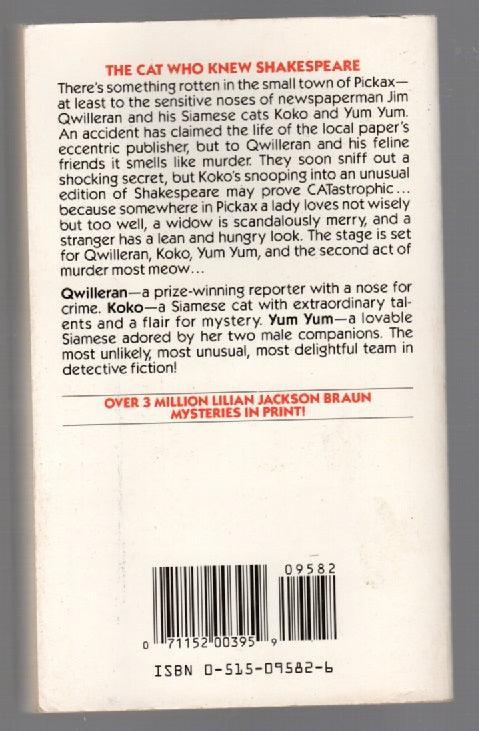 THE CAT WHO KNEW SHAKESPEARE
There's something rotten in the small town of Pickax—
at least to the sensitive noses of newspaperman Jim
Qwilleran and his Siamese cats Koko and Yum Yum.
An accident has claimed the life of the local paper's
eccentric publisher, but to Qwilleran and his feline
friends it smells like murder. They soon sniff out a
shocking secret, but Koko's snooping into an unusual
edition of Shakespeare may prove CATastrophic...
because somewhere in Pickax a lady loves not wisely
but too well, a widow is scandalously merry, and a
stranger has a lean and hungry look. The stage is set
for Qwilleran, Koko, Yum Yum, and the second act of
murder most meow...
Qwilleran—a prize-winning reporter with a nose for
crime. Koko—a Siamese cat with extraordinary tal-
ents and a flair for mystery. Yum Yum—a lovable
Siamese adored by her two male companions. The
most unlikely, most unusual, most delightful team in
detective fiction!
OVER 3 MILLION LILIAN JACKSON BRAUN
MYSTERIES IN PRINT!
09582
0 71152 00395 9
ISBN 0-515-09582-6